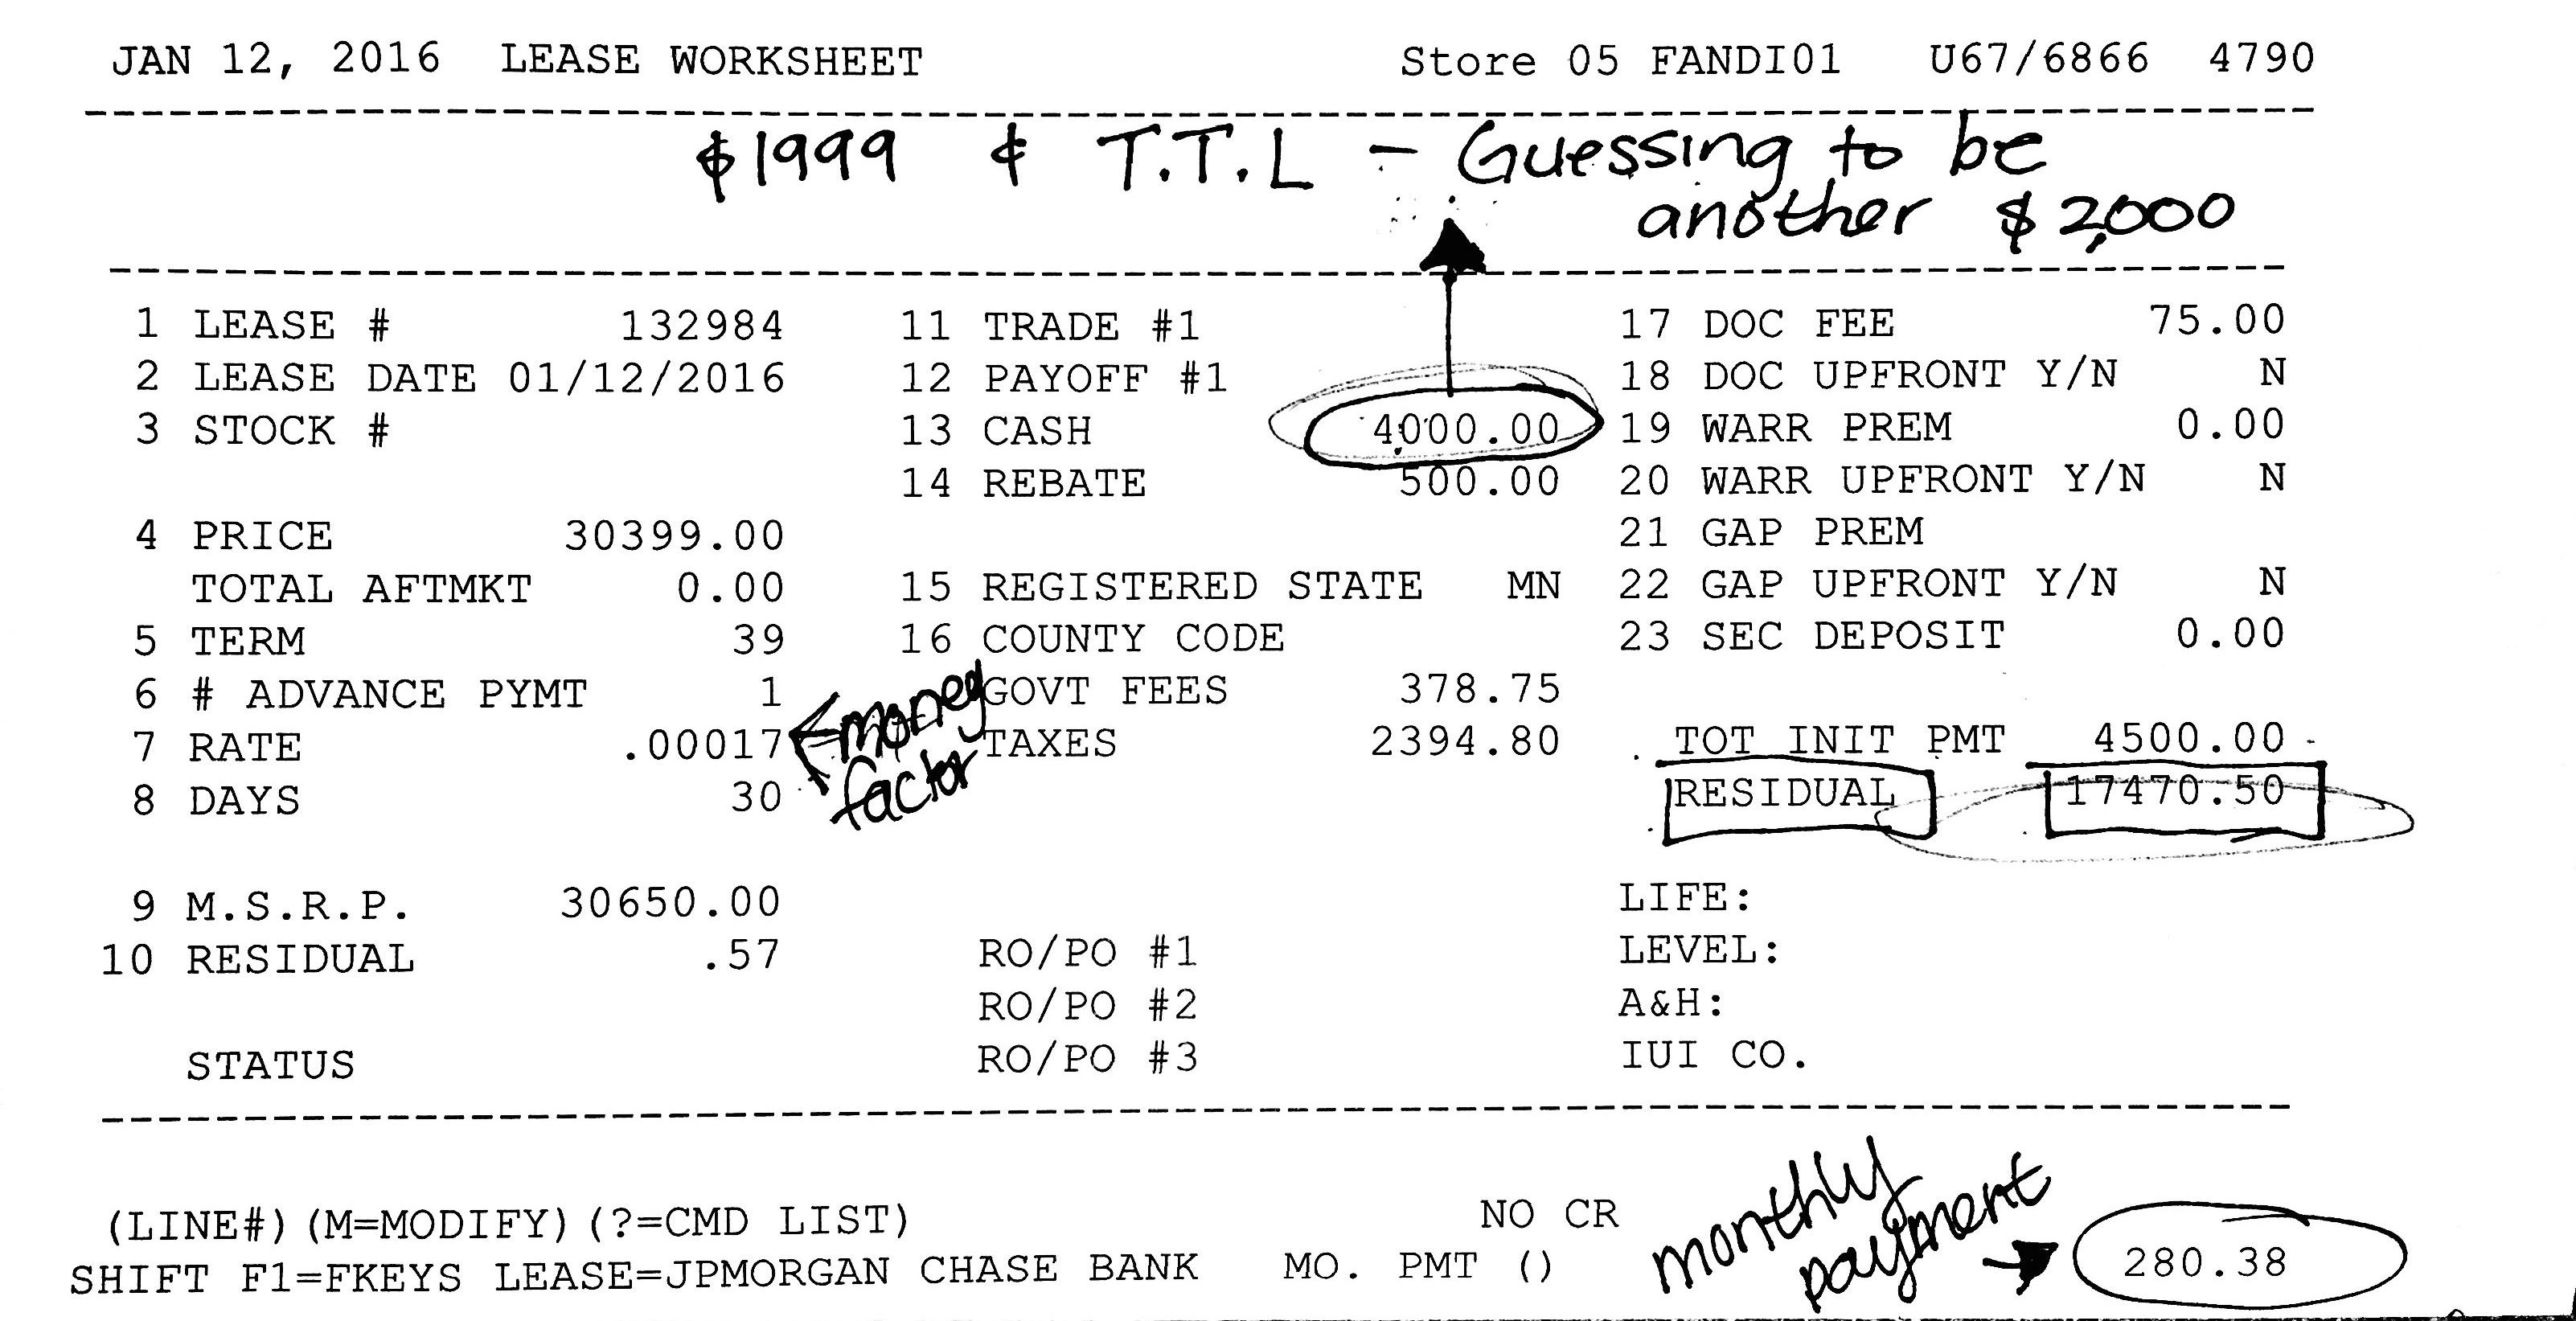 JAN 12, 2016 LEASE WORKSHEET Store 05 FANDI01 U67/6866 4790
$1999 & T.T.L - Guessing to be
another $2,000
1 LEASE # 132984 11 TRADE #1 17 DOC FEE 75.00
2 LEASE DATE 01/12/2016 12 PAYOFF #1 18 DOC UPFRONT Y/N N
3 STOCK # 13 CASH 4000.00 19 WARR PREM 0.00
14 REBATE 500.00 20 WARR UPFRONT Y/N N
4 PRICE 30399.00 21 GAP PREM
TOTAL AFTMKT 0.00 15 REGISTERED STATE MN 22 GAP UPFRONT Y/N N
5 TERM 39 16 COUNTY CODE 23 SEC DEPOSIT 0.00
6 # ADVANCE PYMT 1 money GOVT FEES 378.75
7 RATE .00017 factor TAXES 2394.80 TOT INIT PMT 4500.00
8 DAYS 30 RESIDUAL 17470.50
9 M.S.R.P. 30650.00 LIFE:
10 RESIDUAL .57 RO/PO #1 LEVEL:
RO/PO #2 A&H:
STATUS RO/PO #3 IUI CO.
(LINE#)(M=MODIFY)(?=CMD LIST) NO CR monthly
SHIFT F1=FKEYS LEASE=JPMORGAN CHASE BANK MO. PMT () payment 280.38